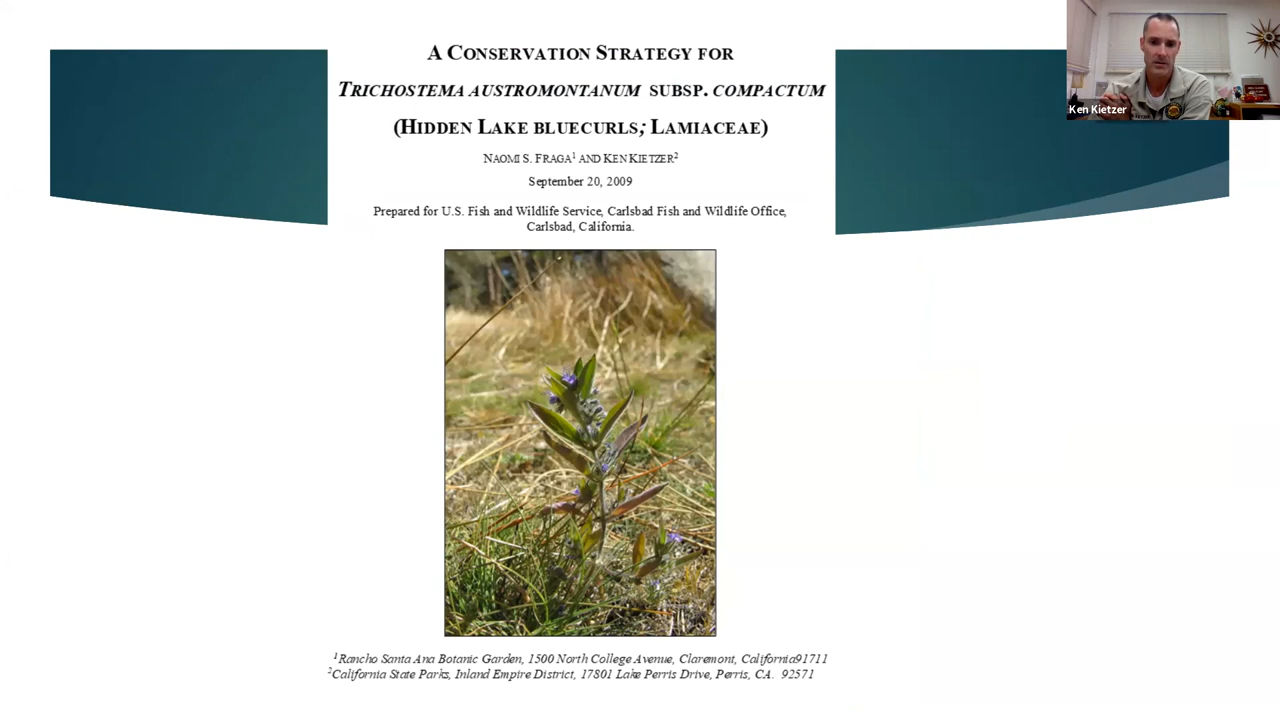 A CONSERVATION STRATEGY FOR
TRICHOSTEMA AUSTROMONTANUM SUBSP. COMPACTUM
(HIDDEN LAKE BLUECURLS; LAMIACEAE)
NAOMI S. FRAGA¹ AND KEN KIETZER²
September 20, 2009
Prepared for U.S. Fish and Wildlife Service, Carlsbad Fish and Wildlife Office,
Carlsbad, California.
¹Rancho Santa Ana Botanic Garden, 1500 North College Avenue, Claremont, California91711
²California State Parks, Inland Empire District, 17801 Lake Perris Drive, Perris, CA. 92571
Ken Kietzer